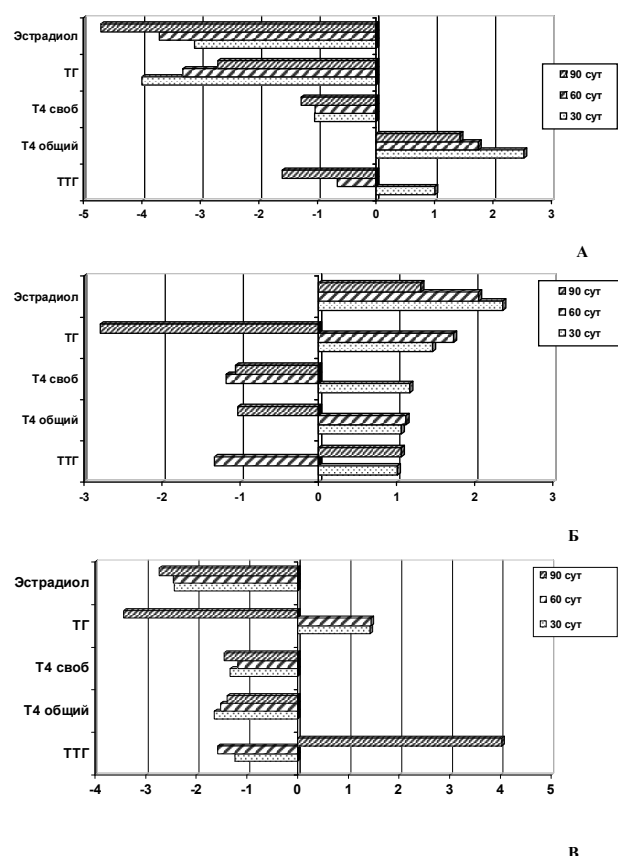 Эстрадиол
ТГ
Т4 своб
Т4 общий
ТТГ
-5 -4 -3 -2 -1 0 1 2 3
90 сут
60 сут
30 сут
А
Эстрадиол
ТГ
Т4 своб
Т4 общий
ТТГ
-3 -2 -1 0 1 2 3
90 сут
60 сут
30 сут
Б
Эстрадиол
ТГ
Т4 своб
Т4 общий
ТТГ
-4 -3 -2 -1 0 1 2 3 4 5
90 сут
60 сут
30 сут
В